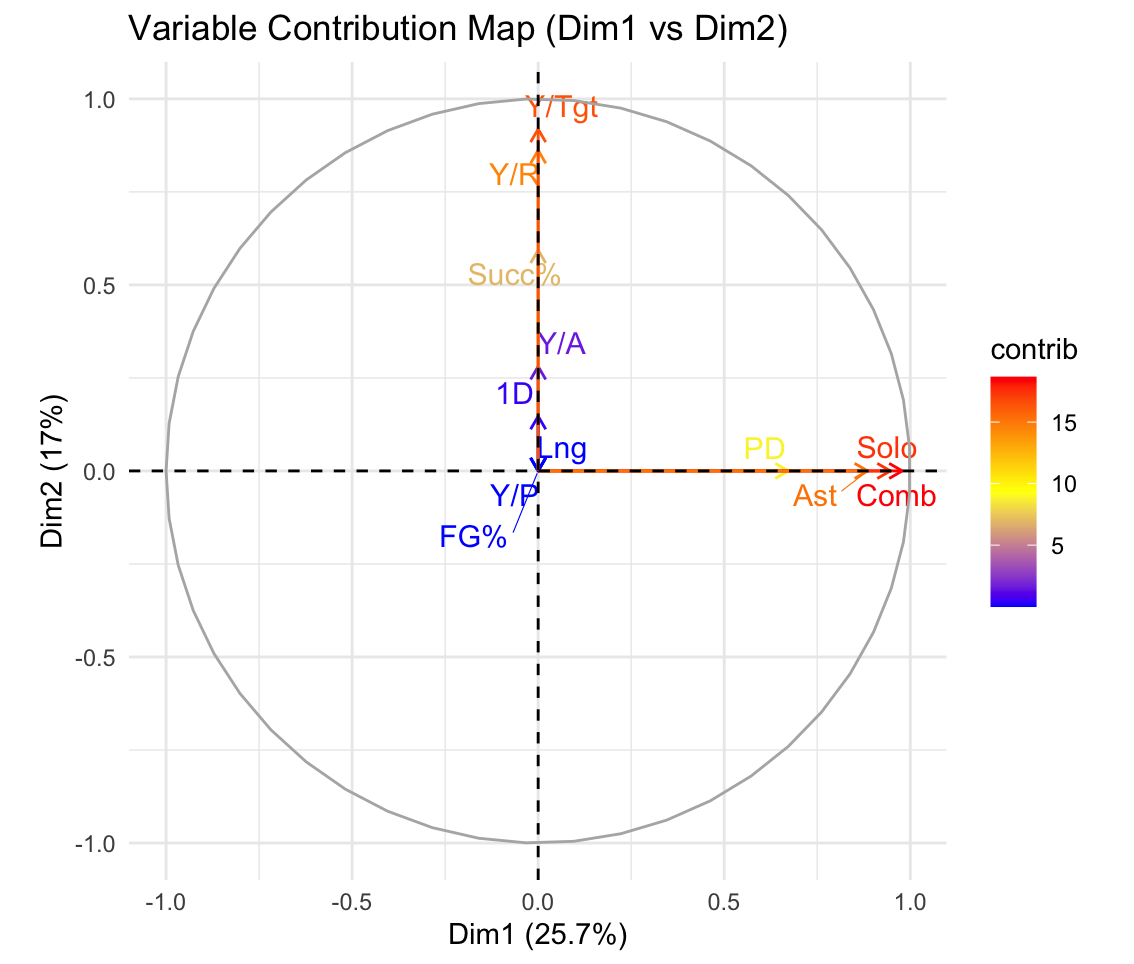 Variable Contribution Map (Dim1 vs Dim2)
1.0
0.5
0.0
-0.5
-1.0
Dim2 (17%)
Y/Tgt
Y/R
Succ%
Y/A
1D
Lng
Y/P
FG%
PD
Solo
Ast
Comb
-1.0
-0.5
0.0
0.5
1.0
Dim1 (25.7%)
contrib
15
10
5